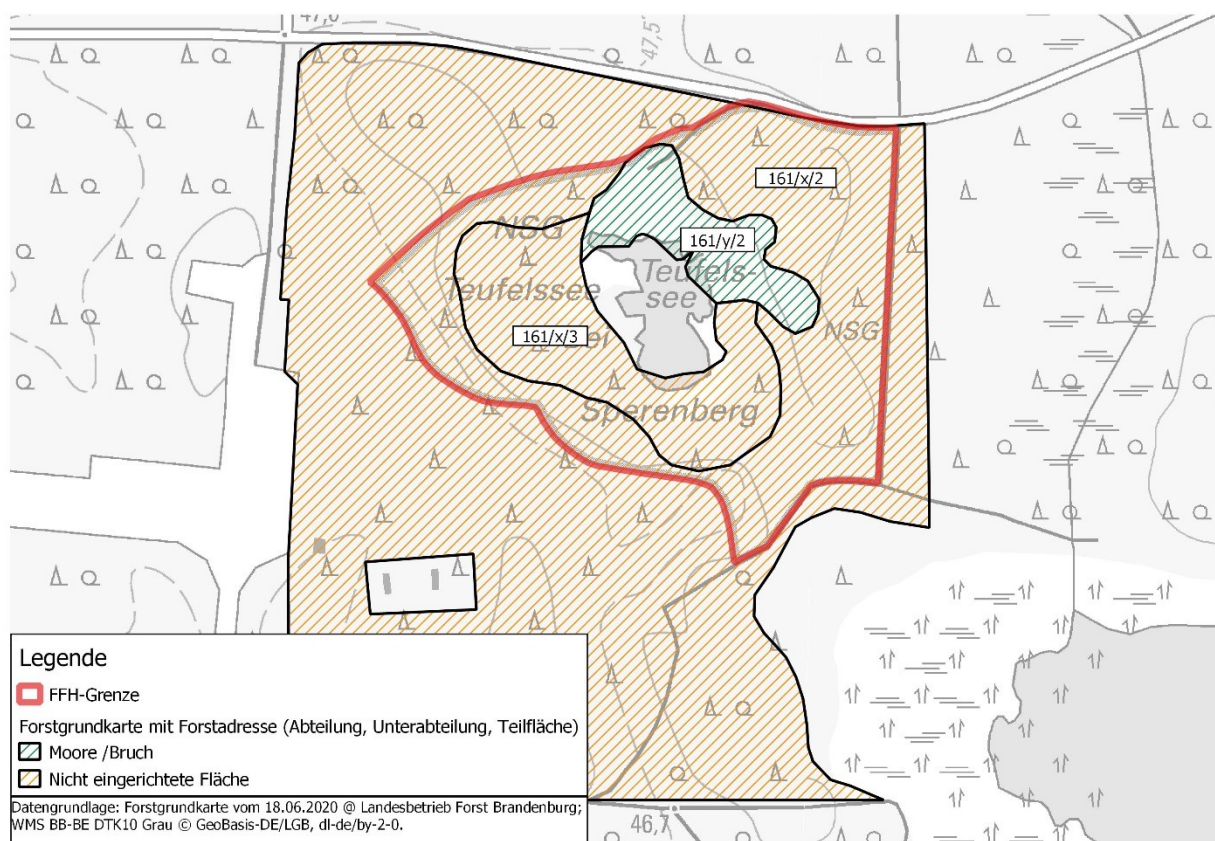 47,0
47,5
161/x/2
NSG
161/y/2
Teufelssee
Teufels-
see
161/x/3
bei
NSG
Sperenberg
Legende
FFH-Grenze
Forstgrundkarte mit Forstadresse (Abteilung, Unterabteilung, Teilfläche)
Moore /Bruch
Nicht eingerichtete Fläche
Datengrundlage: Forstgrundkarte vom 18.06.2020 @ Landesbetrieb Forst Brandenburg;
WMS BB-BE DTK10 Grau © GeoBasis-DE/LGB, dl-de/by-2-0.
46,7